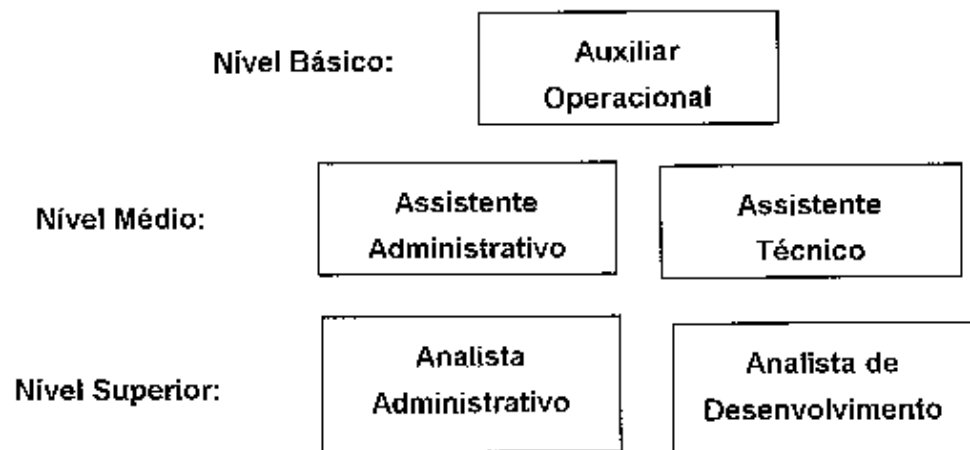 Nível Básico:
Auxiliar
Operacional
Nível Médio:
Assistente
Administrativo
Assistente
Técnico
Nível Superior:
Analista
Administrativo
Analista de
Desenvolvimento